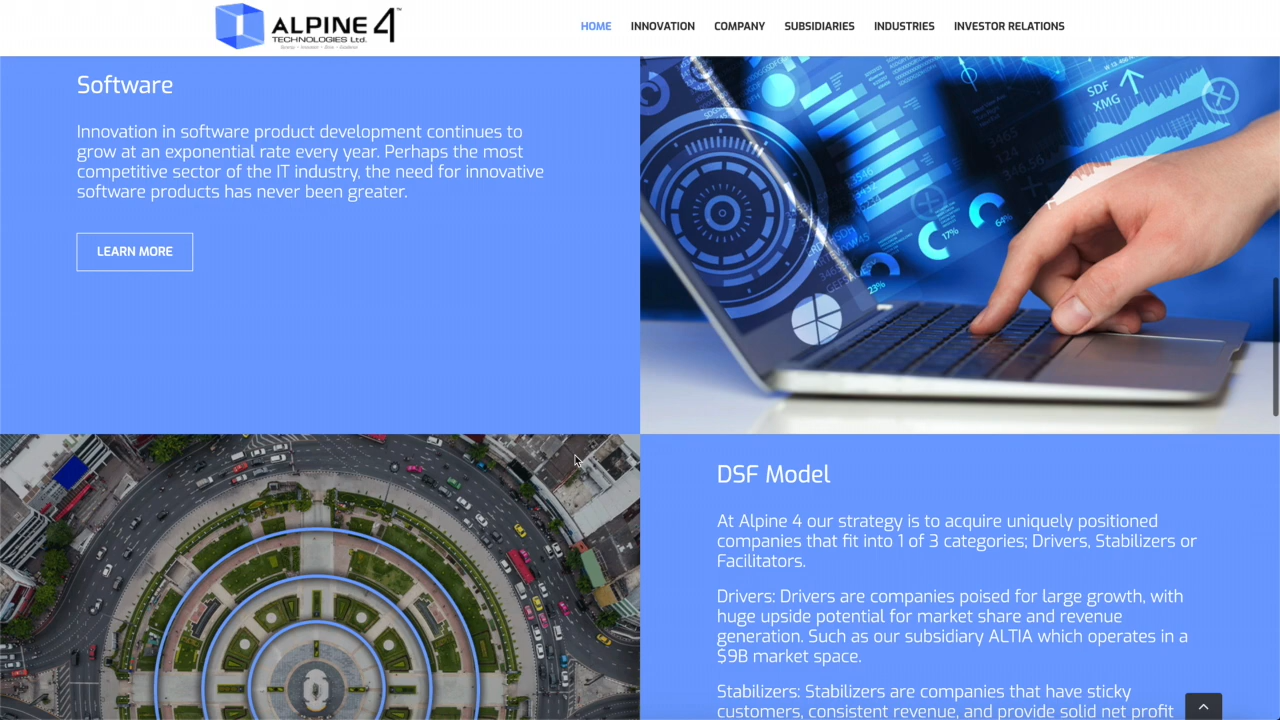 ALPINE 4
TECHNOLOGIES Ltd.
HOME
INNOVATION
COMPANY
SUBSIDIARIES
INDUSTRIES
INVESTOR RELATIONS
Software
Innovation in software product development continues to
grow at an exponential rate every year. Perhaps the most
competitive sector of the IT industry, the need for innovative
software products has never been greater.
LEARN MORE
SDF
XMG
17%
64%
23%
DSF Model
At Alpine 4 our strategy is to acquire uniquely positioned
companies that fit into 1 of 3 categories; Drivers, Stabilizers or
Facilitators.
Drivers: Drivers are companies poised for large growth, with
huge upside potential for market share and revenue
generation. Such as our subsidiary ALTIA which operates in a
$9B market space.
Stabilizers: Stabilizers are companies that have sticky
customers, consistent revenue, and provide solid net profit